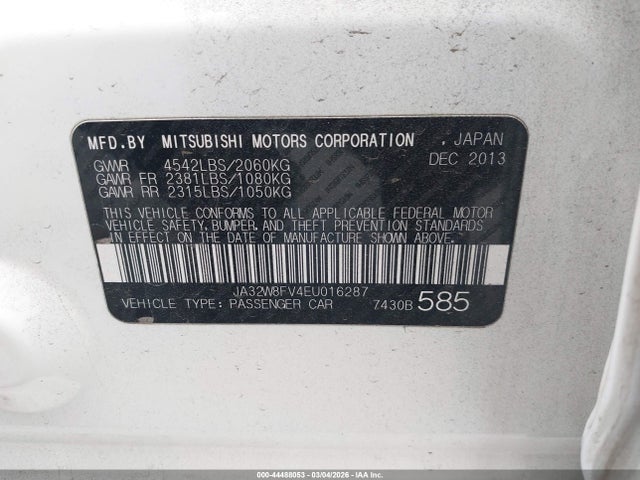 MFD.BY MITSUBISHI MOTORS CORPORATION . JAPAN
GVWR 4542LBS/2060KG DEC 2013
GAWR FR 2381LBS/1080KG
GAWR RR 2315LBS/1050KG
THIS VEHICLE CONFORMS TO ALL APPLICABLE FEDERAL MOTOR
VEHICLE SAFETY,BUMPER,AND THEFT PREVENTION STANDARDS
IN EFFECT ON THE DATE OF MANUFACTURE SHOWN ABOVE.
JA32W8FV4EU016287
VEHICLE TYPE: PASSENGER CAR 7430B 585
000-44488053 - 03/04/2026 - IAA, Inc.